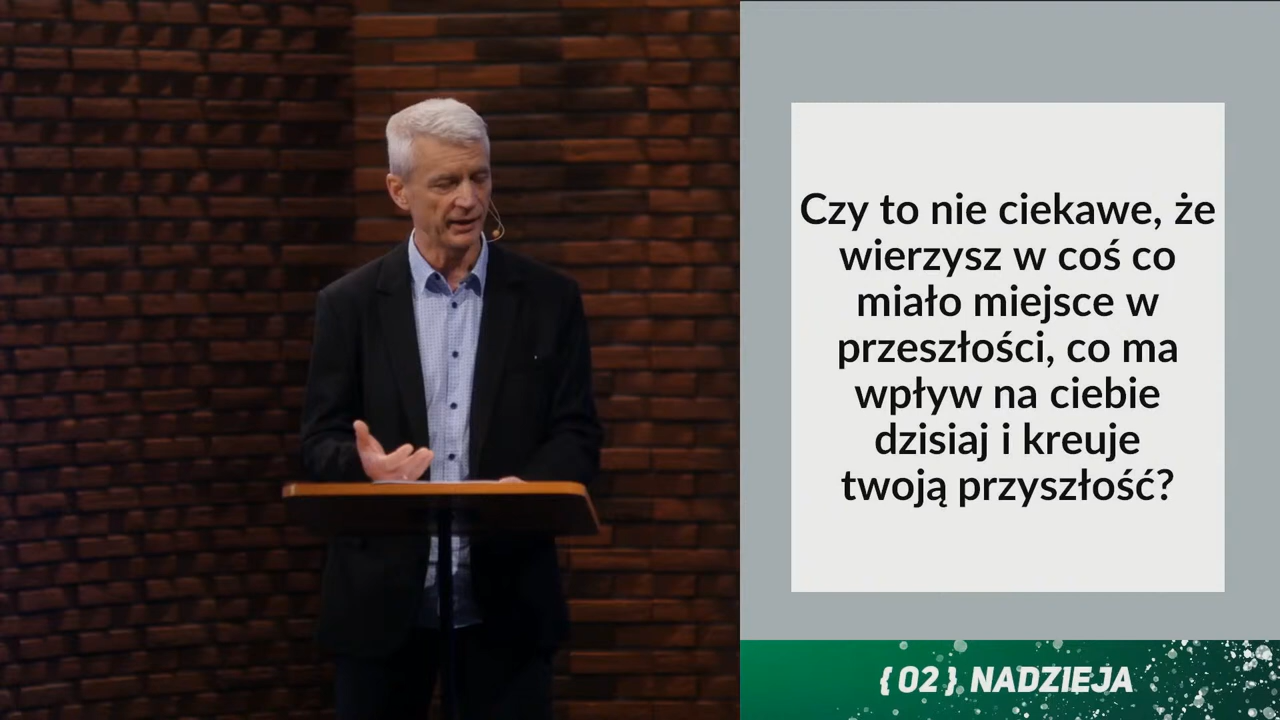 Czy to nie ciekawe, że
wierzysz w coś co
miało miejsce w
przeszłości, co ma
wpływ na ciebie
dzisiaj i kreuje
twoją przyszłość?
{ 02 } NADZIEJA